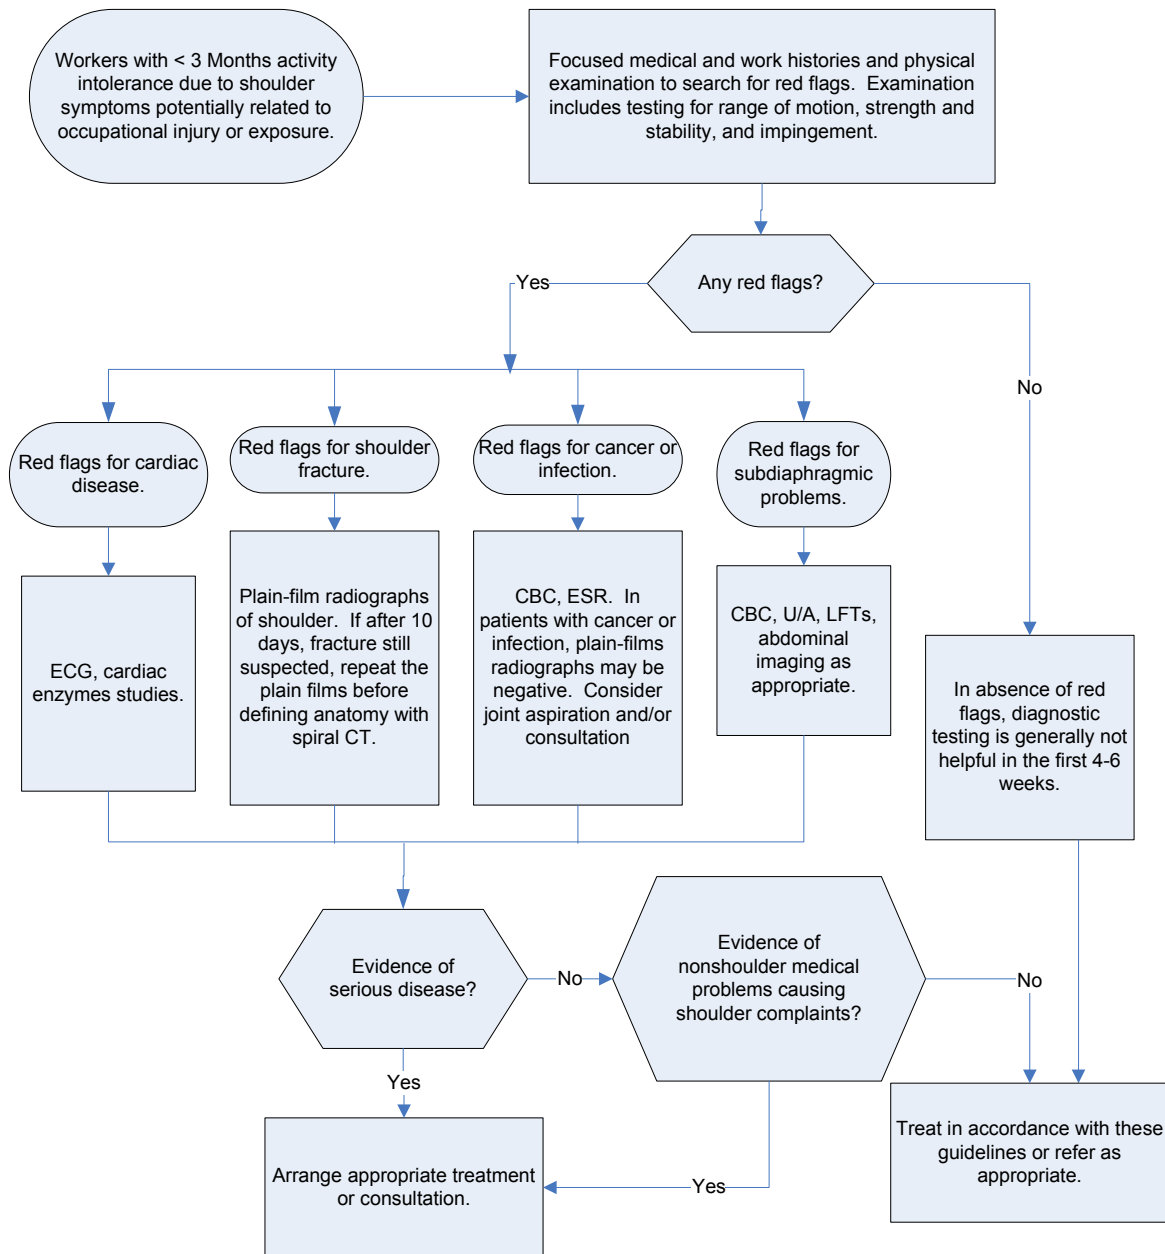 Workers with < 3 Months activity
intolerance due to shoulder
symptoms potentially related to
occupational injury or exposure.
Focused medical and work histories and physical
examination to search for red flags.  Examination
includes testing for range of motion, strength and
stability, and impingement.
Any red flags?
Yes
No
Red flags for cardiac
disease.
Red flags for shoulder
fracture.
Red flags for cancer or
infection.
Red flags for
subdiaphragmic
problems.
ECG, cardiac
enzymes studies.
Plain-film radiographs
of shoulder.  If after 10
days, fracture still
suspected, repeat the
plain films before
defining anatomy with
spiral CT.
CBC, ESR.  In
patients with cancer or
infection, plain-films
radiographs may be
negative.  Consider
joint aspiration and/or
consultation
CBC, U/A, LFTs,
abdominal
imaging as
appropriate.
In absence of red
flags, diagnostic
testing is generally not
helpful in the first 4-6
weeks.
Evidence of
serious disease?
No
Evidence of
nonshoulder medical
problems causing
shoulder complaints?
No
Yes
Arrange appropriate treatment
or consultation.
Yes
Treat in accordance with these
guidelines or refer as
appropriate.